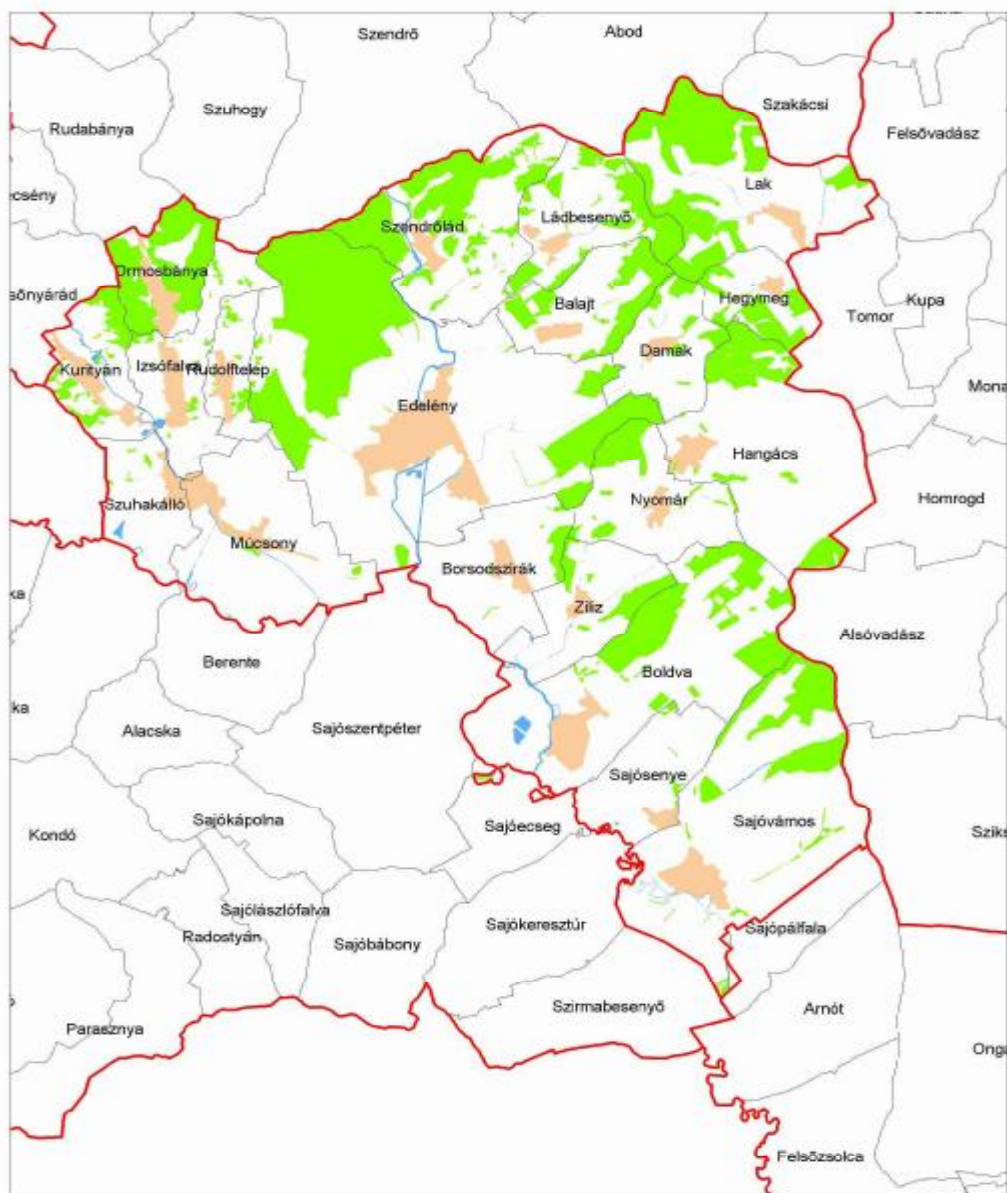 Szendrő
Abod
Szuhogy
Szakácsi
Rudabánya
Felsővadász
Lak
Szendrőlád
Ládbesenyő
Ormosbánya
Balajt
Hegymeg
Tomor
Kupa
Damak
Kurityán
Izsófalva
Rudolftelep
Edelény
Hangács
Homrogd
Szuhakálló
Nyomár
Múcsony
Borsodszirák
Ziliz
Alsóvadász
Berente
Boldva
Alacska
Sajószentpéter
Sajósenye
Sajókápolna
Sajóecseg
Sajóvámos
Kondó
Sajólászlófalva
Radostyán
Sajóbábony
Sajókeresztúr
Sajópálfala
Szirmabesenyő
Arnót
Parasznya
Felsőzsolca